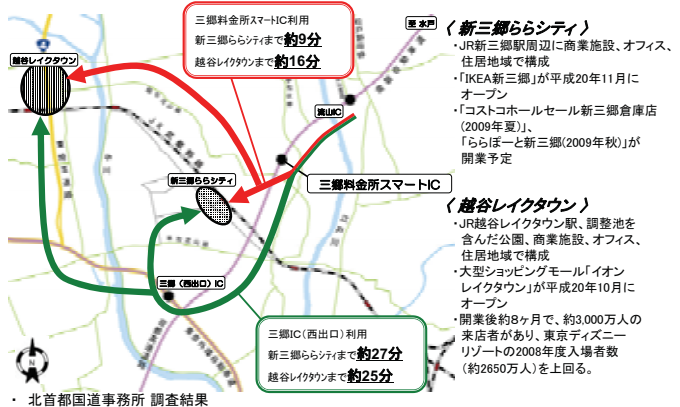 三郷料金所スマートIC利用
新三郷ららシティまで約9分
越谷レイクタウンまで約16分
至 水戸
越谷レイクタウン
流山IC
JR武蔵野線
新三郷ららシティ
三郷料金所スマートIC
中川
江戸川
三郷(西出口)IC
三郷IC(西出口)利用
新三郷ららシティまで約27分
越谷レイクタウンまで約25分
・ 北首都国道事務所 調査結果
〈 新三郷ららシティ 〉
・JR新三郷駅周辺に商業施設、オフィス、
住居地域で構成
・「IKEA新三郷」が平成20年11月に
オープン
・「コストコホールセール新三郷倉庫店
(2009年夏)」、
「ららぽーと新三郷(2009年秋)」が
開業予定
〈 越谷レイクタウン 〉
・JR越谷レイクタウン駅、調整池を
含んだ公園、商業施設、オフィス、
住居地域で構成
・大型ショッピングモール「イオン
レイクタウン」が平成20年10月に
オープン
・開業後約8ヶ月で、約3,000万人の
来店者があり、東京ディズニー
リゾートの2008年度入場者数
(約2650万人)を上回る。